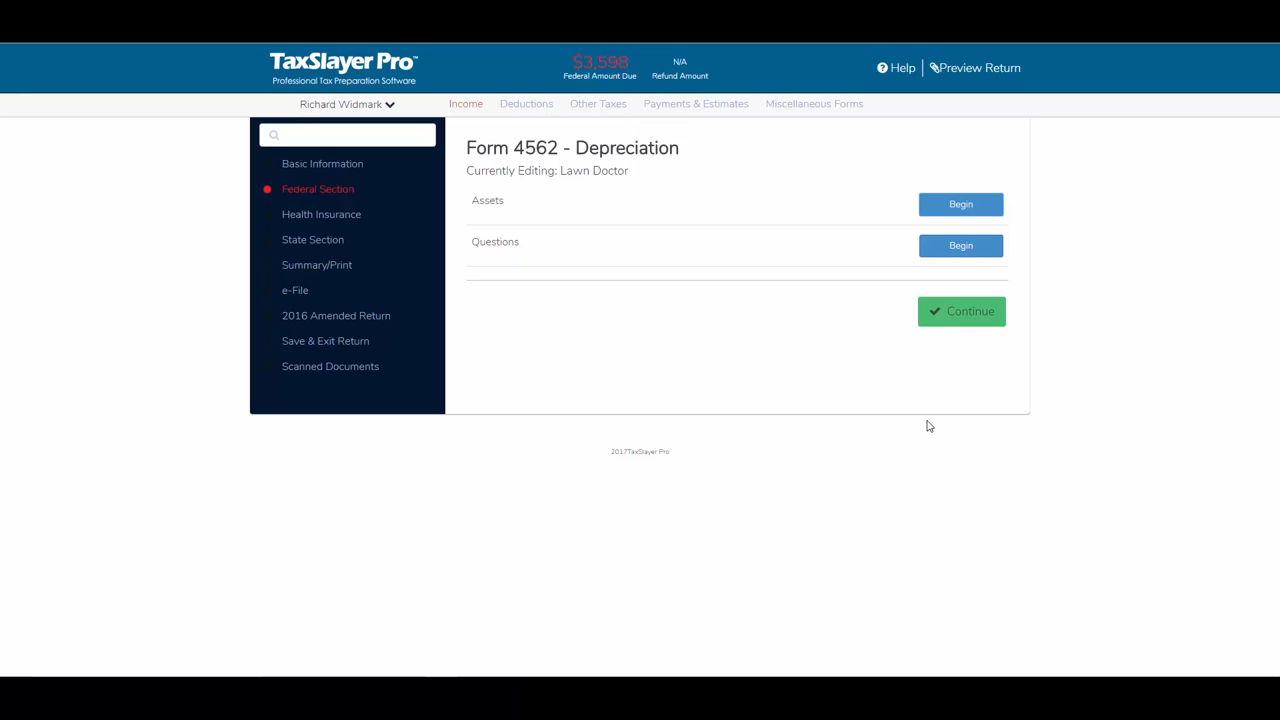 TaxSlayer Pro™
Professional Tax Preparation Software
$3,598
Federal Amount Due
N/A
Refund Amount
Help
Preview Return
Richard Widmark
Income
Deductions
Other Taxes
Payments & Estimates
Miscellaneous Forms
Basic Information
Federal Section
Health Insurance
State Section
Summary/Print
e-File
2016 Amended Return
Save & Exit Return
Scanned Documents
Form 4562 - Depreciation
Currently Editing: Lawn Doctor
Assets
Begin
Questions
Begin
Continue
2017TaxSlayer Pro